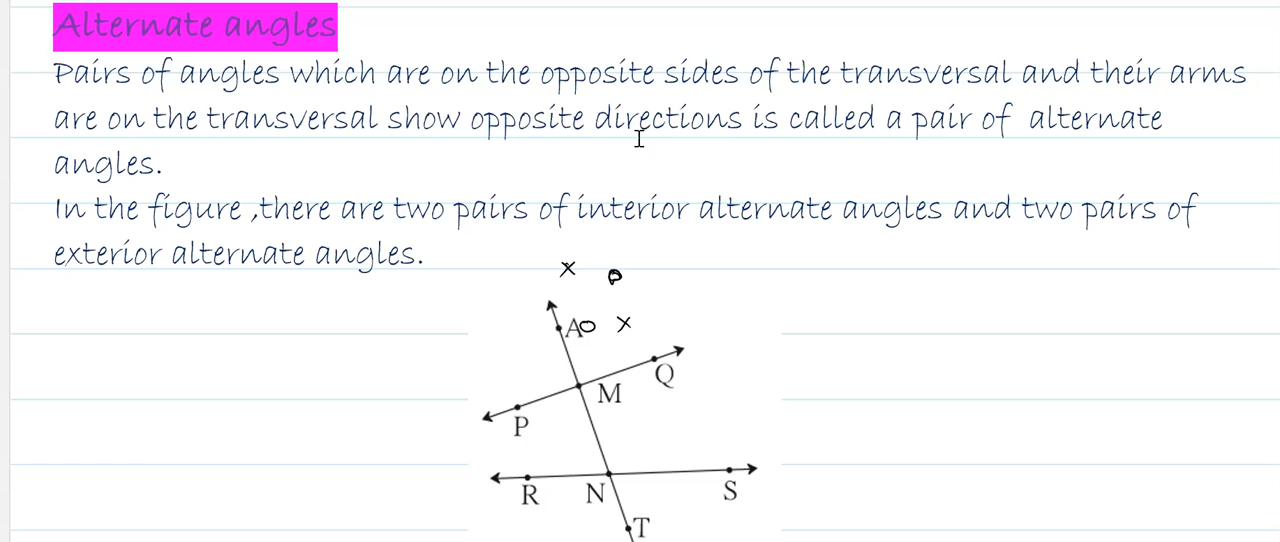 Alternate angles
Pairs of angles which are on the opposite sides of the transversal and their arms
are on the transversal show opposite directions is called a pair of alternate
angles.
In the figure ,there are two pairs of interior alternate angles and two pairs of
exterior alternate angles.
x o
A o x
Q
M
P
R N S
T